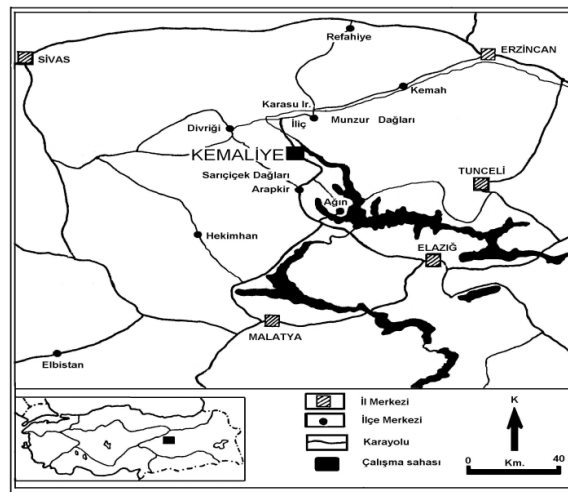 Refahiye
SİVAS
ERZİNCAN
Kemah
Karasu Ir.
İliç
Munzur Dağları
Divriği
KEMALİYE
Sarıçiçek Dağları
TUNCELİ
Arapkir
Ağın
Hekimhan
ELAZIĞ
MALATYA
Elbistan
İl Merkezi
İlçe Merkezi
Karayolu
Çalışma sahası
K
0 Km. 40